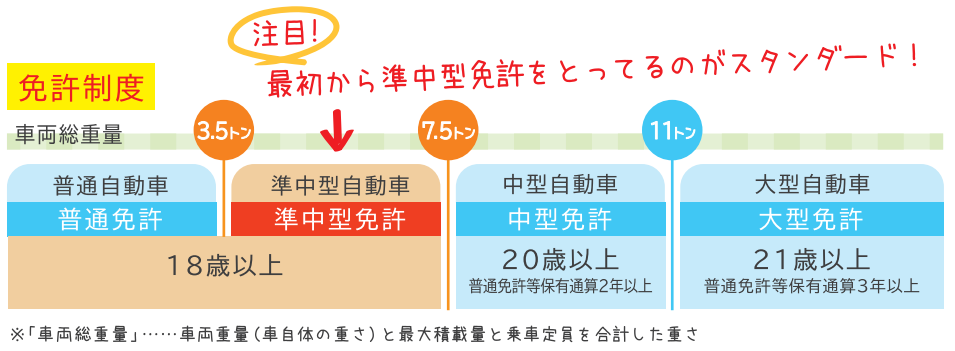 注目!
最初から準中型免許をとってるのがスタンダード!
免許制度
車両総重量
3.5トン
7.5トン
11トン
普通自動車
準中型自動車
中型自動車
大型自動車
普通免許
準中型免許
中型免許
大型免許
18歳以上
20歳以上
21歳以上
普通免許等保有通算2年以上
普通免許等保有通算3年以上
※「車両総重量」……車両重量(車自体の重さ)と最大積載量と乗車定員を合計した重さ